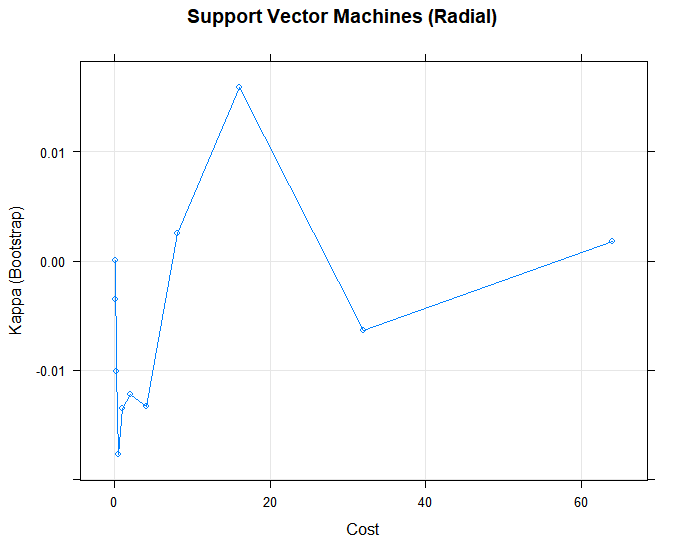 Support Vector Machines (Radial)
Kappa (Bootstrap)
0.01
0.00
-0.01
0 20 40 60
Cost